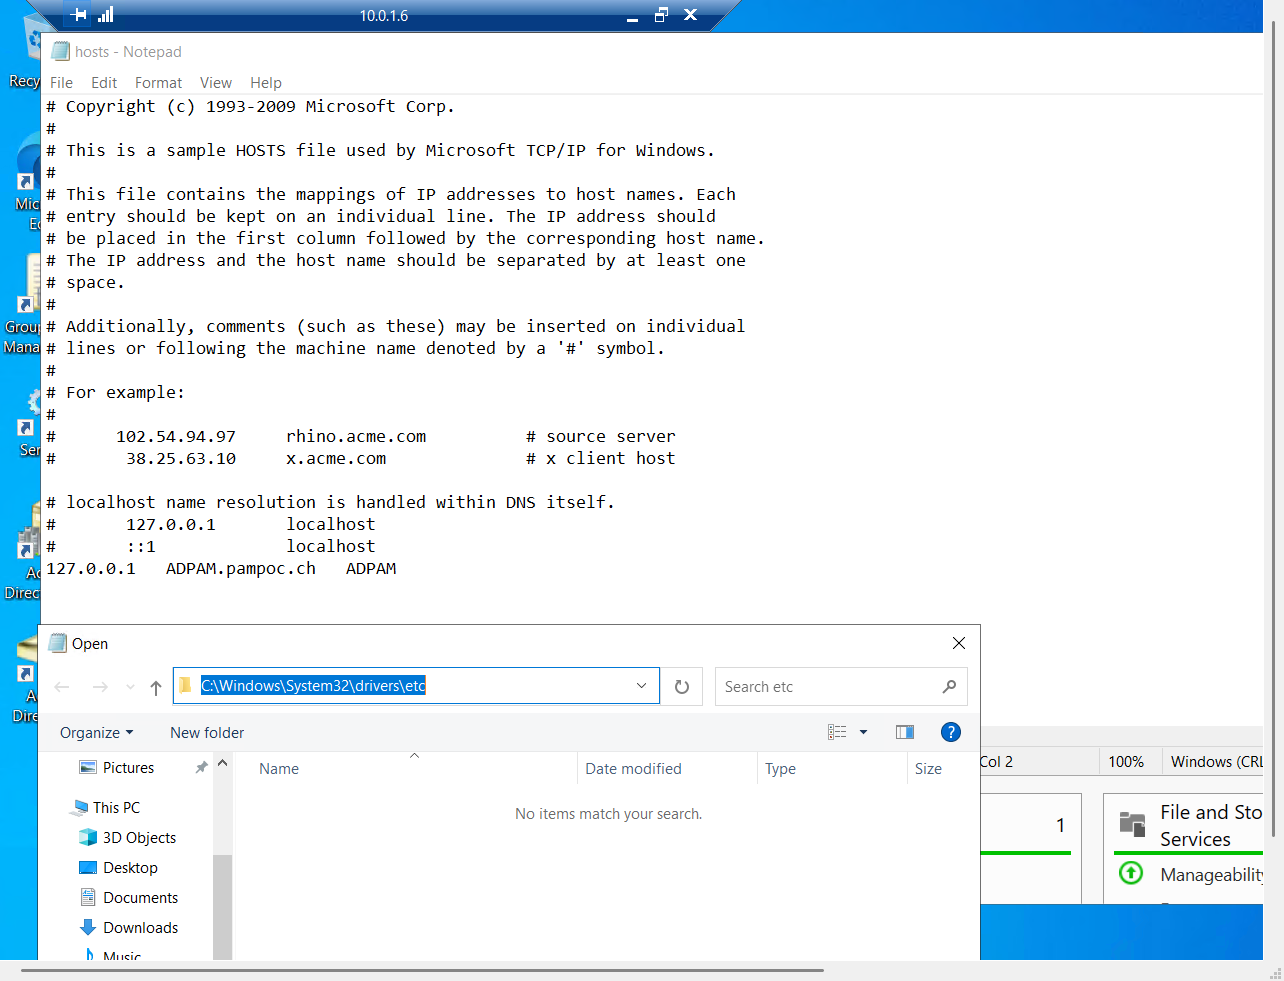 10.0.1.6
hosts - Notepad
File Edit Format View Help
# Copyright (c) 1993-2009 Microsoft Corp.
#
# This is a sample HOSTS file used by Microsoft TCP/IP for Windows.
#
# This file contains the mappings of IP addresses to host names. Each
# entry should be kept on an individual line. The IP address should
# be placed in the first column followed by the corresponding host name.
# The IP address and the host name should be separated by at least one
# space.
#
# Additionally, comments (such as these) may be inserted on individual
# lines or following the machine name denoted by a '#' symbol.
#
# For example:
#
#      102.54.94.97     rhino.acme.com          # source server
#       38.25.63.10     x.acme.com              # x client host

# localhost name resolution is handled within DNS itself.
#       127.0.0.1       localhost
#       ::1             localhost
127.0.0.1   ADPAM.pampoc.ch   ADPAM
Recy
Mic
Ec
Grou
Mana
Ser
Ac
Direc
A
Dire
Open
C:\Windows\System32\drivers\etc
Search etc
Organize New folder
?
Name Date modified Type Size
No items match your search.
Pictures
This PC
3D Objects
Desktop
Documents
Downloads
Music
Col 2 100% Windows (CRL
1
File and Sto
Services
Manageability